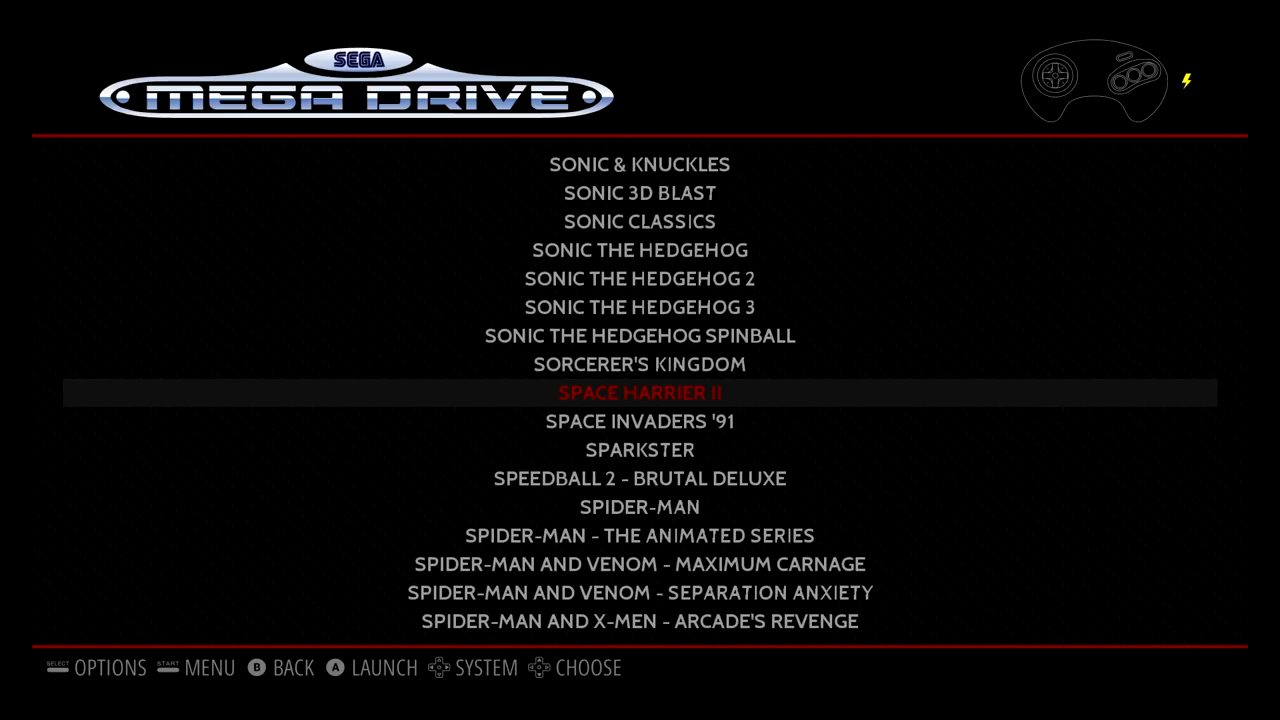 SEGA
MEGA DRIVE
SONIC & KNUCKLES
SONIC 3D BLAST
SONIC CLASSICS
SONIC THE HEDGEHOG
SONIC THE HEDGEHOG 2
SONIC THE HEDGEHOG 3
SONIC THE HEDGEHOG SPINBALL
SORCERER'S KINGDOM
SPACE HARRIER II
SPACE INVADERS '91
SPARKSTER
SPEEDBALL 2 - BRUTAL DELUXE
SPIDER-MAN
SPIDER-MAN - THE ANIMATED SERIES
SPIDER-MAN AND VENOM - MAXIMUM CARNAGE
SPIDER-MAN AND VENOM - SEPARATION ANXIETY
SPIDER-MAN AND X-MEN - ARCADE'S REVENGE
SELECT OPTIONS START MENU B BACK A LAUNCH SYSTEM CHOOSE